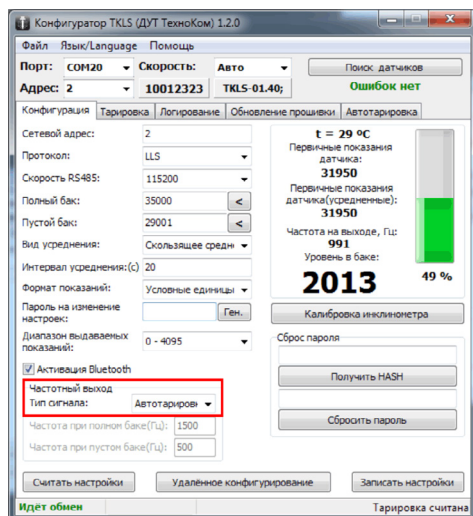 Конфигуратор TKLS (ДУТ ТехноКом) 1.2.0
Файл Язык/Language Помощь
Порт: COM20 Скорость: Авто Поиск датчиков
Адрес: 2 10012323 TKLS-01.40; Ошибок нет
Конфигурация Тарировка Логирование Обновление прошивки Автотарировка
Сетевой адрес: 2
Протокол: LLS
Скорость RS485: 115200
Полный бак: 35000 <
Пустой бак: 29001 <
Вид усреднения: Скользящее средн
Интервал усреднения:(с) 20
Формат показаний: Условные единицы
Пароль на изменение
настроек: Ген.
Диапазон выдаваемых
показаний: 0 - 4095
Активация Bluetooth
Частотный выход
Тип сигнала: Автотарировк
Частота при полном баке(Гц): 1500
Частота при пустом баке(Гц): 500
t = 29 ºC
Первичные показания
датчика:
31950
Первичные показания
датчика(усредненные):
31950
Частота на выходе, Гц:
991
Уровень в баке:
2013 49 %
Калибровка инклинометра
Сброс пароля
Получить HASH
Сбросить пароль
Считать настройки Удалённое конфигурирование Записать настройки
Идёт обмен Тарировка считана